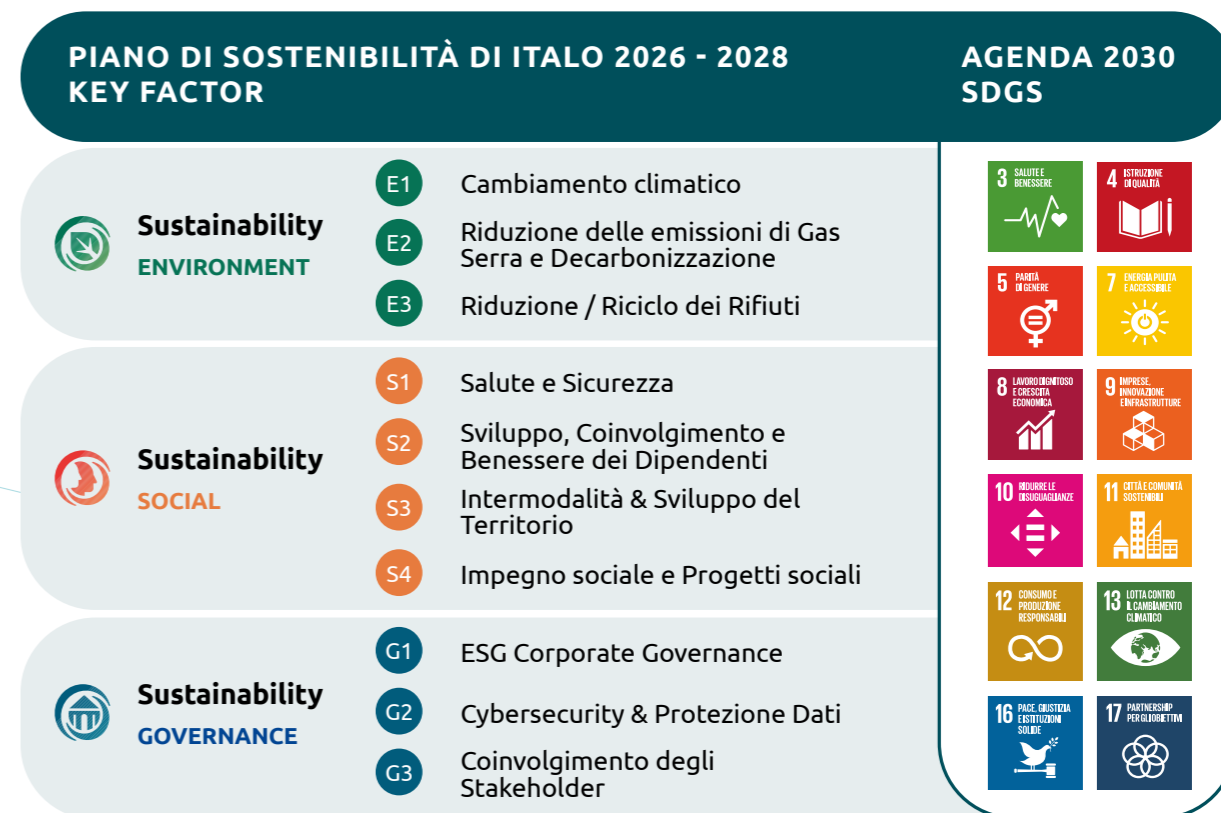 PIANO DI SOSTENIBILITÀ DI ITALO 2026 - 2028
KEY FACTOR
AGENDA 2030
SDGS
Sustainability
ENVIRONMENT
E1 Cambiamento climatico
E2 Riduzione delle emissioni di Gas
Serra e Decarbonizzazione
E3 Riduzione / Riciclo dei Rifiuti
Sustainability
SOCIAL
S1 Salute e Sicurezza
S2 Sviluppo, Coinvolgimento e
Benessere dei Dipendenti
S3 Intermodalità & Sviluppo del
Territorio
S4 Impegno sociale e Progetti sociali
Sustainability
GOVERNANCE
G1 ESG Corporate Governance
G2 Cybersecurity & Protezione Dati
G3 Coinvolgimento degli
Stakeholder
3 SALUTE E
BENESSERE
4 ISTRUZIONE
DI QUALITÀ
5 PARITÀ
DI GENERE
7 ENERGIA PULITA
E ACCESSIBILE
8 LAVORO DIGNITOSO
E CRESCITA
ECONOMICA
9 IMPRESE,
INNOVAZIONE
E INFRASTRUTTURE
10 RIDURRE LE
DISUGUAGLIANZE
11 CITTÀ E COMUNITÀ
SOSTENIBILI
12 CONSUMO E
PRODUZIONE
RESPONSABILI
13 LOTTA CONTRO
IL CAMBIAMENTO
CLIMATICO
16 PACE, GIUSTIZIA
E ISTITUZIONI
SOLIDE
17 PARTNERSHIP
PER GLI OBIETTIVI